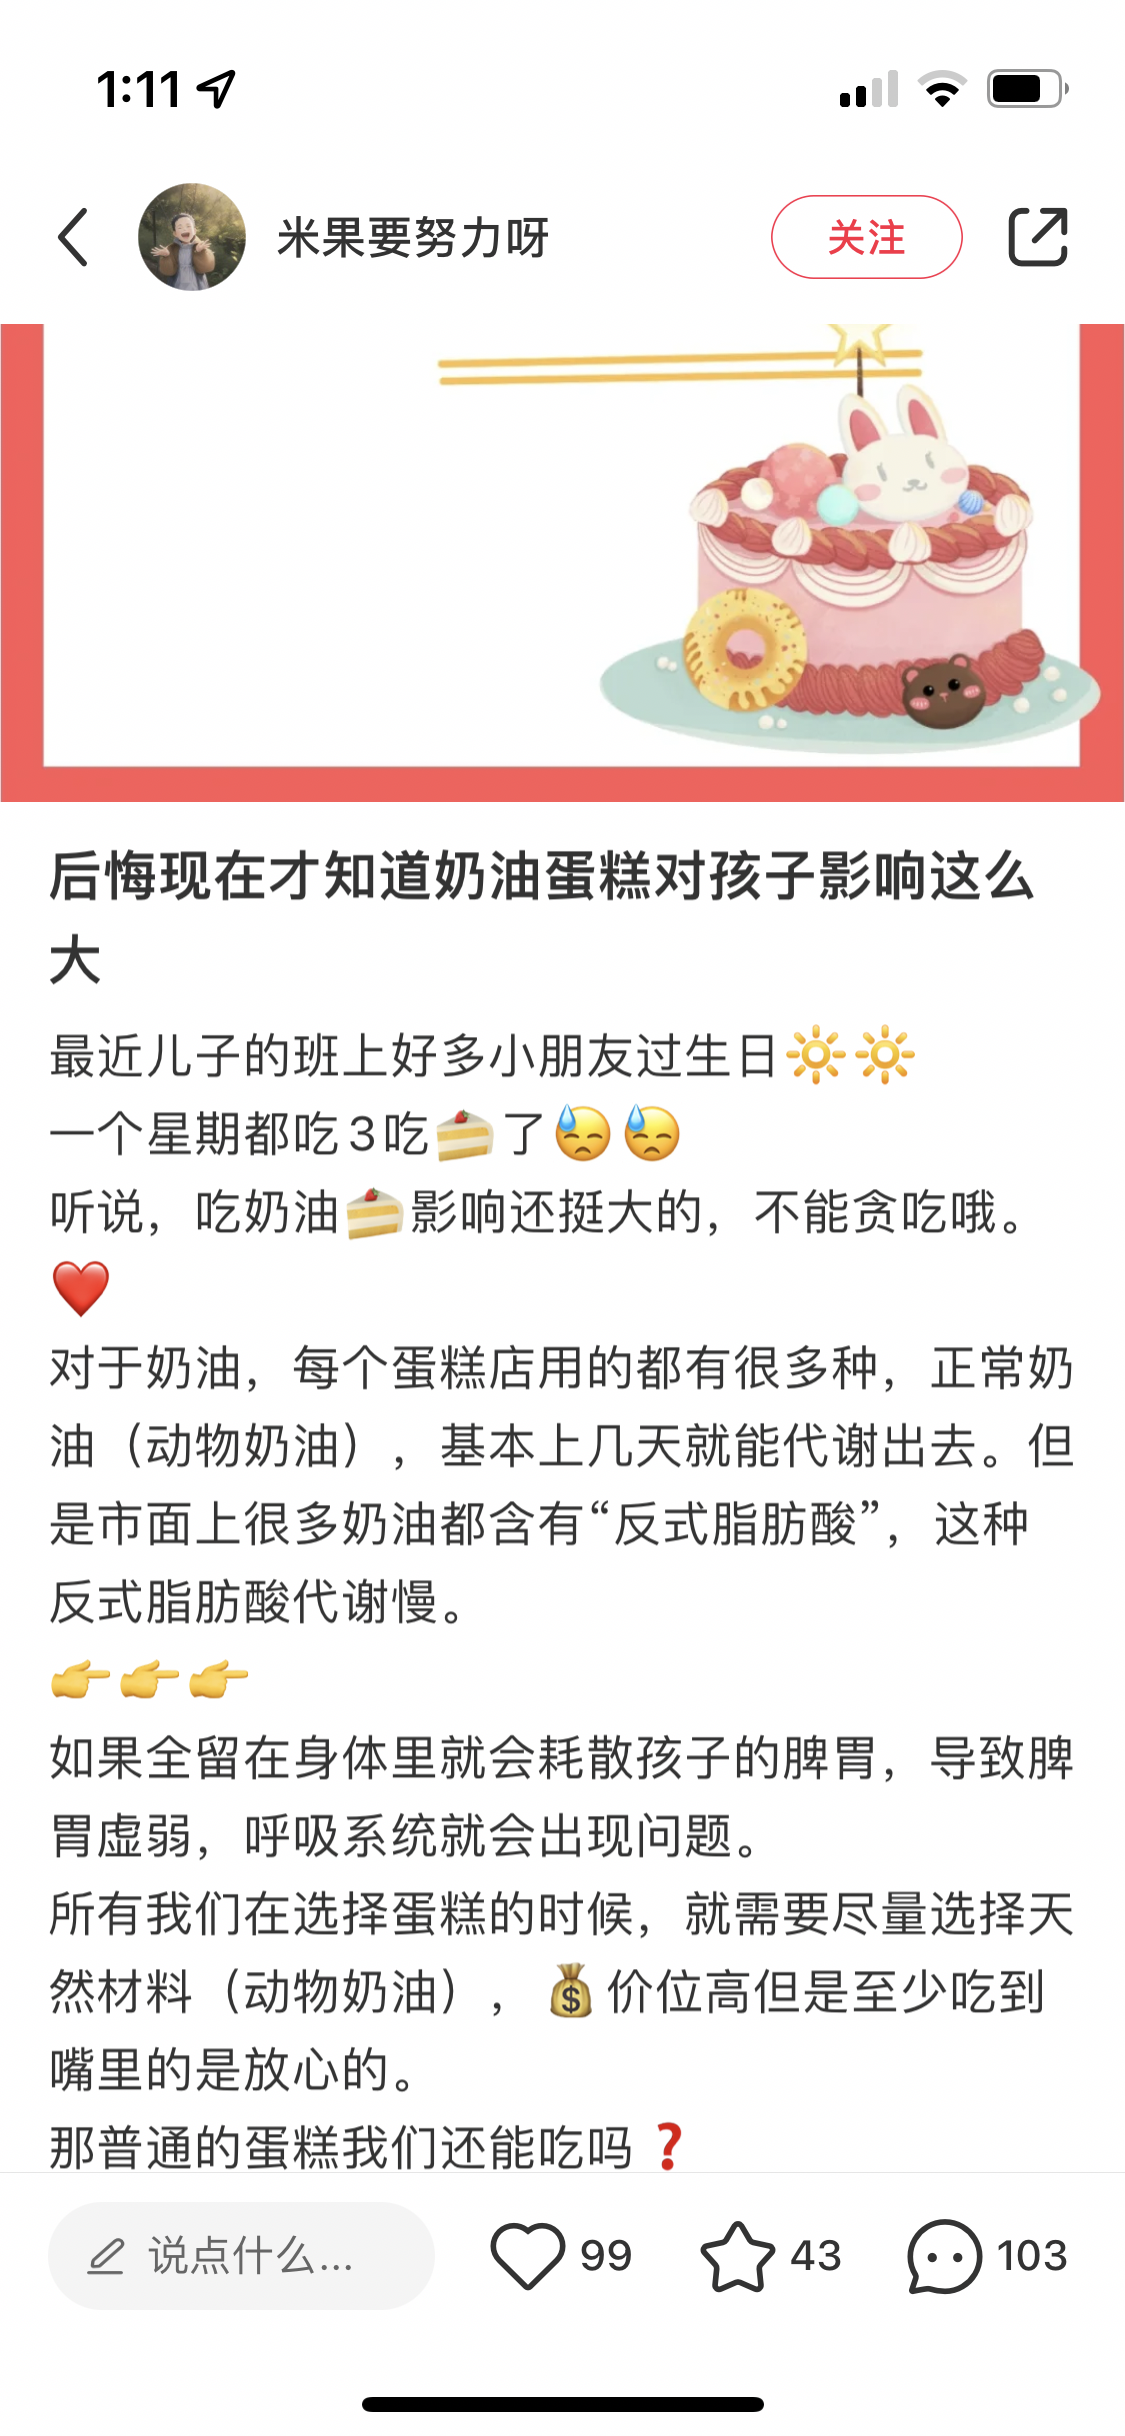 1:11
米果要努力呀
关注
后悔现在才知道奶油蛋糕对孩子影响这么
大
最近儿子的班上好多小朋友过生日🔆🔆
一个星期都吃3吃🍰了😓😓
听说，吃奶油🍰影响还挺大的，不能贪吃哦。
❤️
对于奶油，每个蛋糕店用的都有很多种，正常奶
油（动物奶油），基本上几天就能代谢出去。但
是市面上很多奶油都含有“反式脂肪酸”，这种
反式脂肪酸代谢慢。
👉👉👉
如果全留在身体里就会耗散孩子的脾胃，导致脾
胃虚弱，呼吸系统就会出现问题。
所有我们在选择蛋糕的时候，就需要尽量选择天
然材料（动物奶油），💰价位高但是至少吃到
嘴里的是放心的。
那普通的蛋糕我们还能吃吗❓
说点什么...
99
43
103